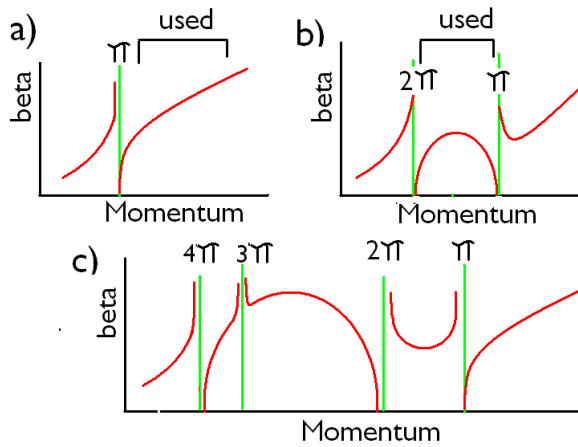 a)
used
π
beta
Momentum
b)
used
2π
π
beta
Momentum
c)
4π
3π
2π
π
beta
Momentum